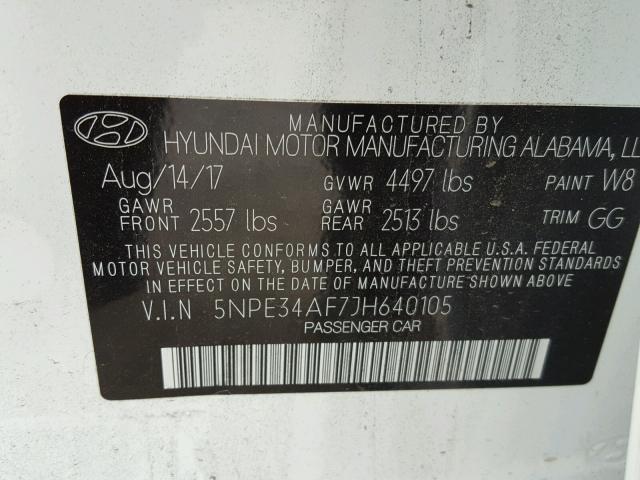 MANUFACTURED BY
HYUNDAI MOTOR MANUFACTURING ALABAMA, LL
Aug/14/17 GVWR 4497 lbs PAINT W8
GAWR FRONT 2557 lbs GAWR REAR 2513 lbs TRIM GG
THIS VEHICLE CONFORMS TO ALL APPLICABLE U.S.A. FEDERAL
MOTOR VEHICLE SAFETY, BUMPER, AND THEFT PREVENTION STANDARDS
IN EFFECT ON THE DATE OF MANUFACTURE SHOWN ABOVE
V.I.N 5NPE34AF7JH640105
PASSENGER CAR